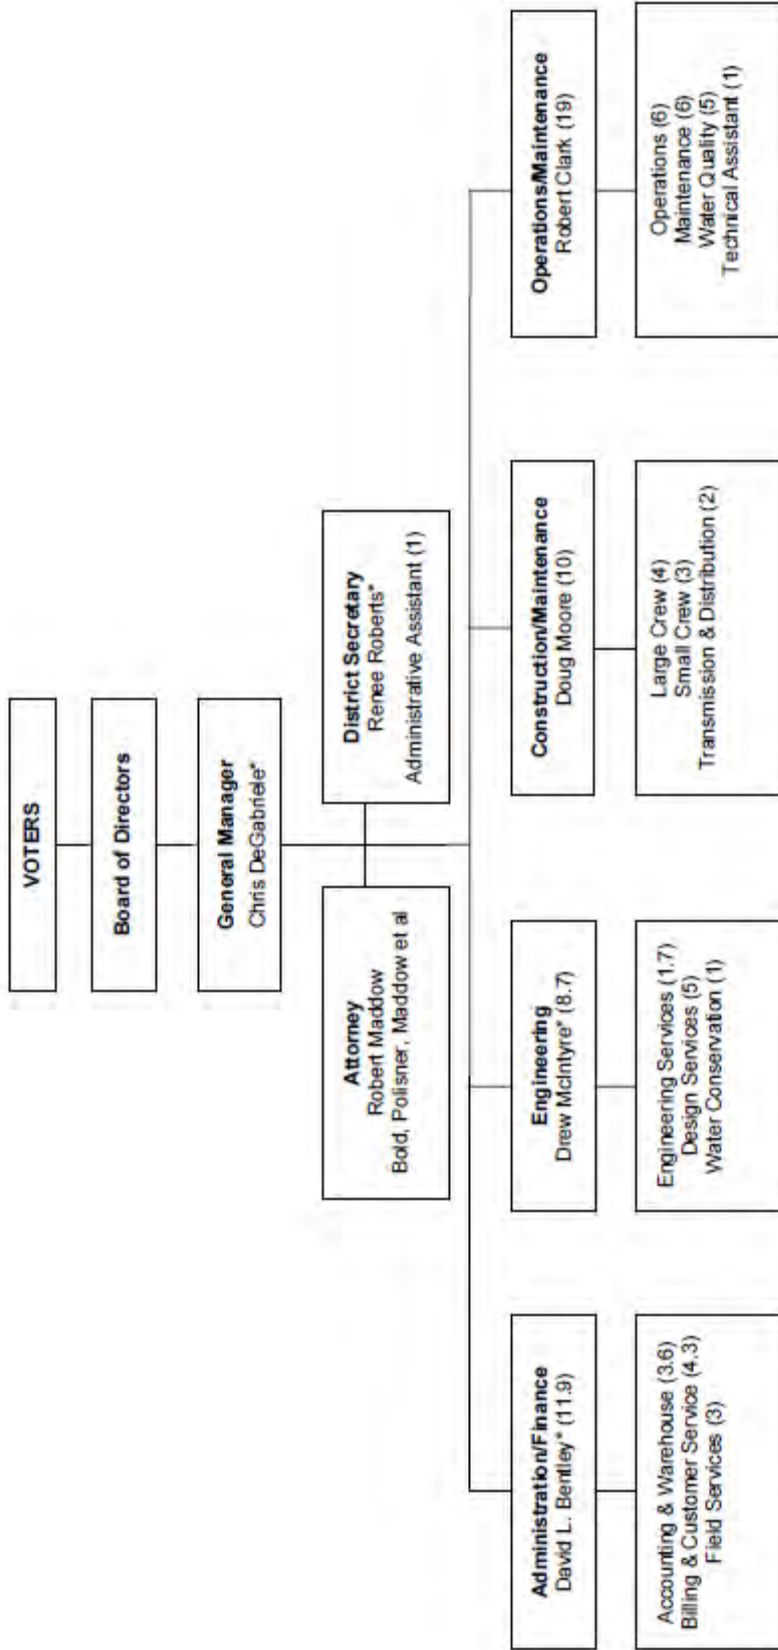 VOTERS
Board of Directors
General Manager
Chris DeGabriele*
Attorney
Robert Maddow
Bold, Polisner, Maddow et al
District Secretary
Renee Roberts*
Administrative Assistant (1)
Administration/Finance
David L. Bentley* (11.9)
Engineering
Drew McIntyre* (8.7)
Construction/Maintenance
Doug Moore (10)
Operations/Maintenance
Robert Clark (19)
Accounting & Warehouse (3.6)
Billing & Customer Service (4.3)
Field Services (3)
Engineering Services (1.7)
Design Services (5)
Water Conservation (1)
Large Crew (4)
Small Crew (3)
Transmission & Distribution (2)
Operations (6)
Maintenance (6)
Water Quality (5)
Technical Assistant (1)